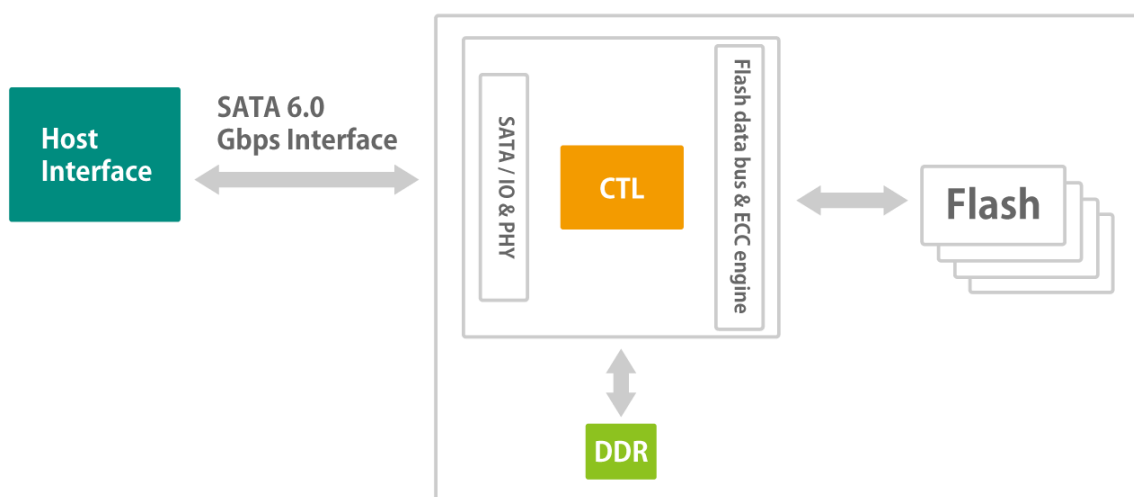 SATA 6.0
Gbps Interface
Host
Interface
SATA / IO & PHY
CTL
Flash data bus & ECC engine
Flash
DDR